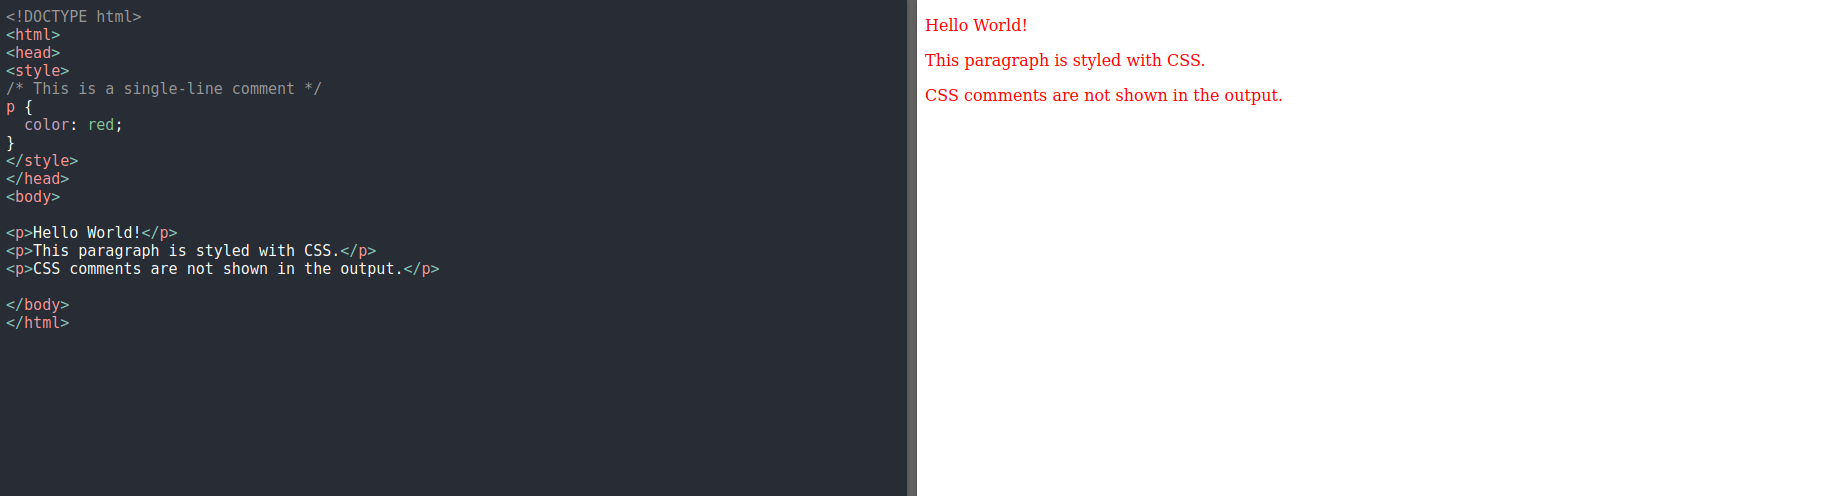 <!DOCTYPE html>
<html>
<head>
<style>
/* This is a single-line comment */
p {
  color: red;
}
</style>
</head>
<body>

<p>Hello World!</p>
<p>This paragraph is styled with CSS.</p>
<p>CSS comments are not shown in the output.</p>

</body>
</html>
Hello World!
This paragraph is styled with CSS.
CSS comments are not shown in the output.